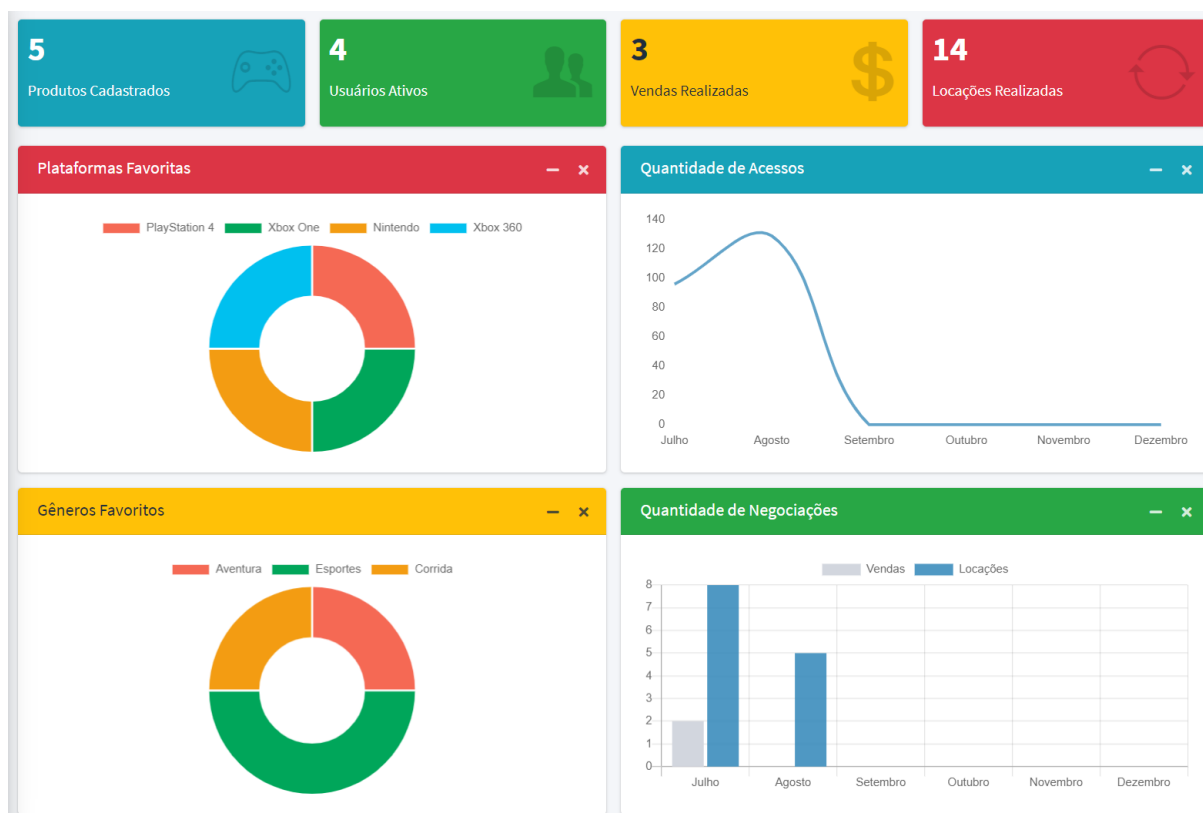 5
Produtos Cadastrados
4
Usuários Ativos
3
Vendas Realizadas
14
Locações Realizadas
Plataformas Favoritas
PlayStation 4 Xbox One Nintendo Xbox 360
Quantidade de Acessos
140
120
100
80
60
40
20
0
Julho Agosto Setembro Outubro Novembro Dezembro
Gêneros Favoritos
Aventura Esportes Corrida
Quantidade de Negociações
Vendas Locações
8
7
6
5
4
3
2
1
0
Julho Agosto Setembro Outubro Novembro Dezembro